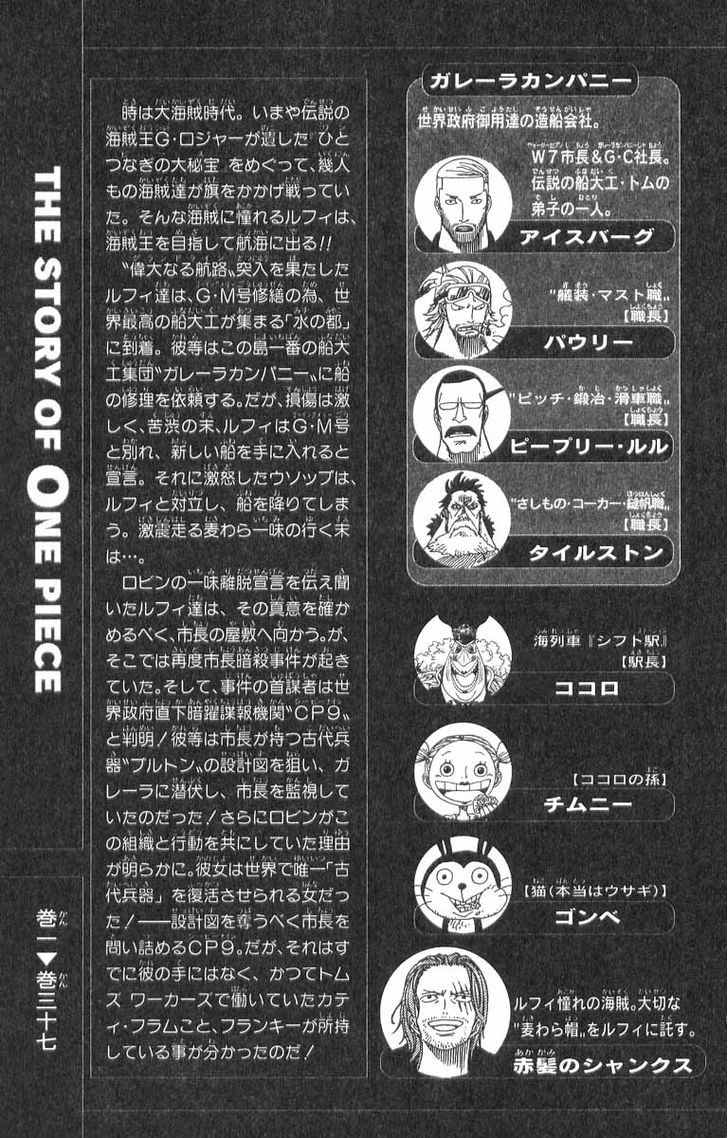 THE STORY OF ONE PIECE
巻一▼巻三十七
時は大海賊時代。いまや伝説の
海賊王G・ロジャーが遺した『ひと
つなぎの大秘宝』をめぐって、幾人
もの海賊達が旗をかかげ戦ってい
た。そんな海賊に憧れるルフィは、
海賊王を目指して航海に出る!!
〝偉大なる航路〟突入を果たした
ルフィ達は、G・M号修繕の為、世
界最高の船大工が集まる「水の都」
に到着。彼等はこの島一番の船大
工集団〝ガレーラカンパニー〟に船
の修理を依頼する。だが、損傷は激
しく、苦渋の末、ルフィはG・M号
と別れ、新しい船を手に入れると
宣言。それに激怒したウソップは、
ルフィと対立し、船を降りてしま
う。激震走る麦わら一味の行く末
は…。
ロビンの一味離脱宣言を伝え聞
いたルフィ達は、その真意を確か
めるべく、市長の屋敷へ向かう。が、
そこでは再度市長暗殺事件が起き
ていた。そして、事件の首謀者は世
界政府直下暗躍諜報機関〝CP9〟
と判明!彼等は市長が持つ古代兵
器〝プルトン〟の設計図を狙い、ガ
レーラに潜伏し、市長を監視して
いたのだった!さらにロビンがこ
の組織と行動を共にしていた理由
が明らかに。彼女は世界で唯一「古
代兵器」を復活させられる女だっ
た!――設計図を奪うべく市長を
問い詰めるCP9。だが、それはす
でに彼の手にはなく、かつてトム
ズ ワーカーズで働いていたカテ
ィ・フラムこと、フランキーが所持
している事が分かったのだ!
ガレーラカンパニー
世界政府御用達の造船会社。
W7市長&G・C社長。
伝説の船大工・トムの
弟子の一人。
アイスバーグ
〝艤装・マスト職〟
【職長】
パウリー
〝ピッチ・鍛冶・滑車職〟
【職長】
ピープリー・ルル
〝さしもの・コーカー・縫帆職〟
【職長】
タイルストン
海列車『シフト駅』
【駅長】
ココロ
【ココロの孫】
チムニー
【猫(本当はウサギ)】
ゴンベ
ルフィ憧れの海賊。大切な
〝麦わら帽〟をルフィに託す。
赤髪のシャンクス